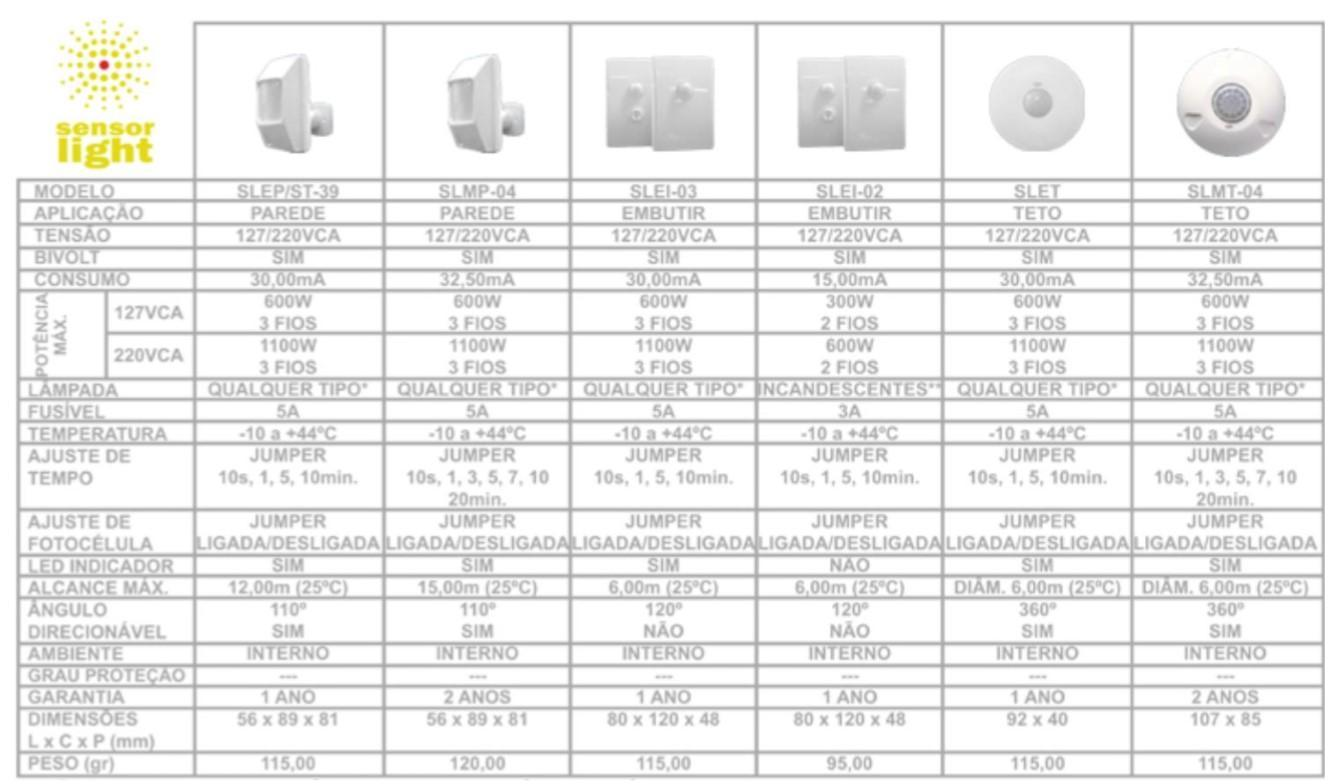 sensor
light
MODELO SLEP/ST-39 SLMP-04 SLEI-03 SLEI-02 SLET SLMT-04
APLICAÇÃO PAREDE PAREDE EMBUTIR EMBUTIR TETO TETO
TENSÃO 127/220VCA 127/220VCA 127/220VCA 127/220VCA 127/220VCA 127/220VCA
BIVOLT SIM SIM SIM SIM SIM SIM
CONSUMO 30,00mA 32,50mA 30,00mA 15,00mA 30,00mA 32,50mA
POTÊNCIA
MÁX.
127VCA 600W 600W 600W 300W 600W 600W
3 FIOS 3 FIOS 3 FIOS 2 FIOS 3 FIOS 3 FIOS
220VCA 1100W 1100W 1100W 600W 1100W 1100W
3 FIOS 3 FIOS 3 FIOS 2 FIOS 3 FIOS 3 FIOS
LÂMPADA QUALQUER TIPO* QUALQUER TIPO* QUALQUER TIPO* INCANDESCENTES** QUALQUER TIPO* QUALQUER TIPO*
FUSÍVEL 5A 5A 5A 3A 5A 5A
TEMPERATURA -10 a +44ºC -10 a +44ºC -10 a +44ºC -10 a +44ºC -10 a +44ºC -10 a +44ºC
AJUSTE DE JUMPER JUMPER JUMPER JUMPER JUMPER JUMPER
TEMPO 10s, 1, 5, 10min. 10s, 1, 3, 5, 7, 10 10s, 1, 5, 10min. 10s, 1, 5, 10min. 10s, 1, 5, 10min. 10s, 1, 3, 5, 7, 10
20min. 20min.
AJUSTE DE JUMPER JUMPER JUMPER JUMPER JUMPER JUMPER
FOTOCÉLULA LIGADA/DESLIGADA LIGADA/DESLIGADA LIGADA/DESLIGADA LIGADA/DESLIGADA LIGADA/DESLIGADA LIGADA/DESLIGADA
LED INDICADOR SIM SIM SIM NÃO SIM SIM
ALCANCE MÁX. 12,00m (25ºC) 15,00m (25ºC) 6,00m (25ºC) 6,00m (25ºC) DIÂM. 6,00m (25ºC) DIÂM. 6,00m (25ºC)
ÂNGULO 110º 110º 120º 120º 360º 360º
DIRECIONÁVEL SIM SIM NÃO NÃO SIM SIM
AMBIENTE INTERNO INTERNO INTERNO INTERNO INTERNO INTERNO
GRAU PROTEÇÃO --- --- --- --- --- ---
GARANTIA 1 ANO 2 ANOS 1 ANO 1 ANO 1 ANO 2 ANOS
DIMENSÕES 56 x 89 x 81 56 x 89 x 81 80 x 120 x 48 80 x 120 x 48 92 x 40 107 x 85
L x C x P (mm)
PESO (gr) 115,00 120,00 115,00 95,00 115,00 115,00